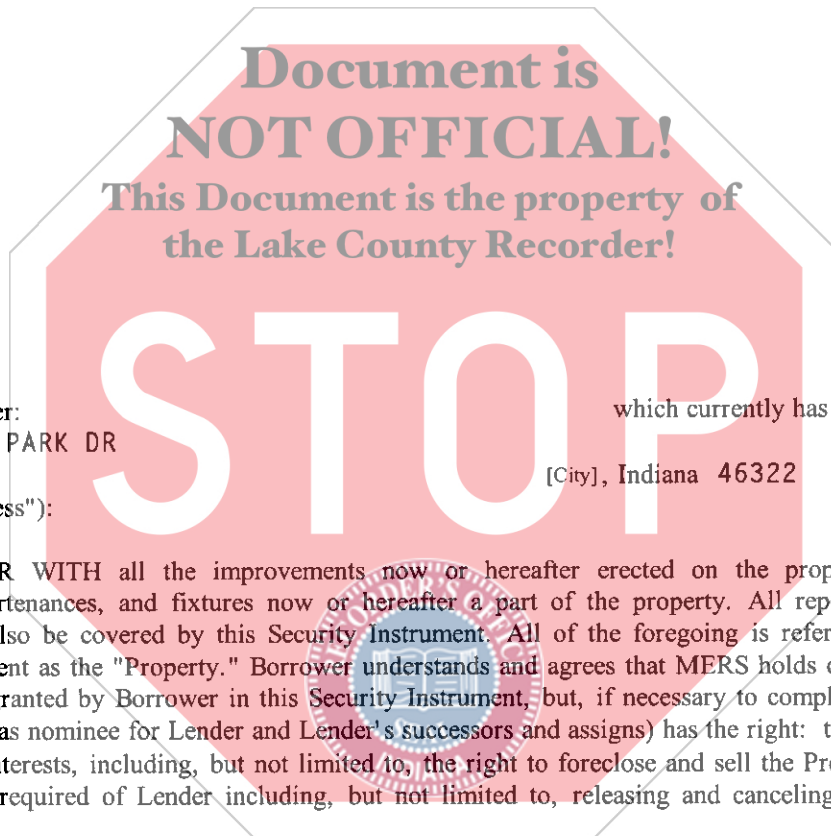 Document is
NOT OFFICIAL!
This Document is the property of
the Lake County Recorder!
STOP
er: which currently has
PARK DR
[City], Indiana 46322
ess"):
R WITH all the improvements now or hereafter erected on the prop
rtenances, and fixtures now or hereafter a part of the property. All rep
lso be covered by this Security Instrument. All of the foregoing is refer
ent as the "Property." Borrower understands and agrees that MERS holds
ranted by Borrower in this Security Instrument, but, if necessary to compl
as nominee for Lender and Lender's successors and assigns) has the right: t
terests, including, but not limited to, the right to foreclose and sell the Pro
required of Lender including, but not limited to, releasing and canceling